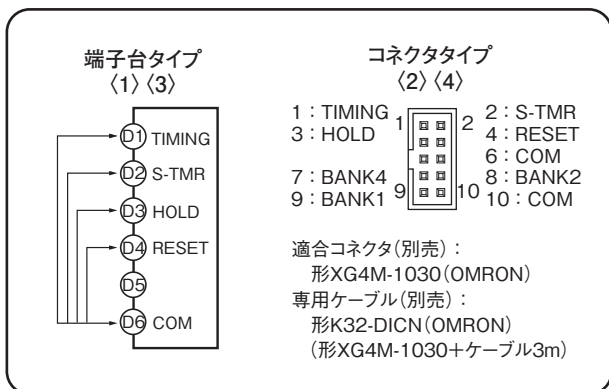 端子台タイプ
〈1〉〈3〉
D1 TIMING
D2 S-TMR
D3 HOLD
D4 RESET
D5
D6 COM
コネクタタイプ
〈2〉〈4〉
1：TIMING 1 2 2：S-TMR
3：HOLD 4：RESET
6：COM
7：BANK4 8：BANK2
9：BANK1 9 10 10：COM
適合コネクタ(別売)：
形XG4M-1030(OMRON)
専用ケーブル(別売)：
形K32-DICN(OMRON)
(形XG4M-1030+ケーブル3m)